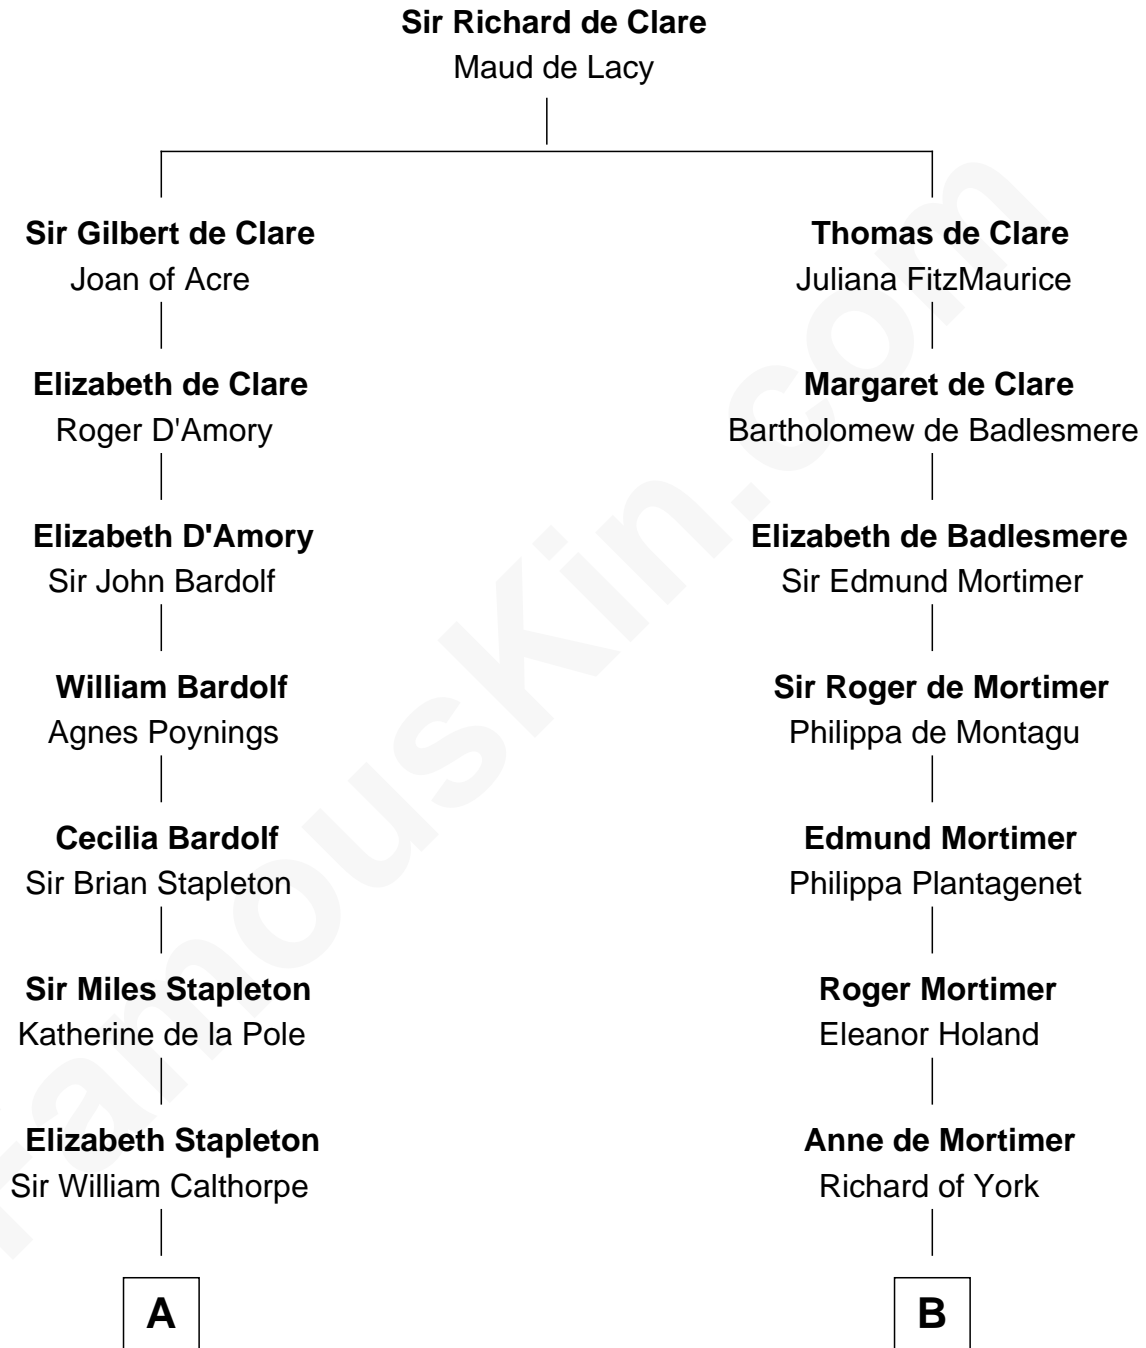 Sir Richard de Clare
Maud de Lacy
Sir Gilbert de Clare
Joan of Acre
Thomas de Clare
Juliana FitzMaurice
Elizabeth de Clare
Roger D'Amory
Margaret de Clare
Bartholomew de Badlesmere
Elizabeth D'Amory
Sir John Bardolf
Elizabeth de Badlesmere
Sir Edmund Mortimer
William Bardolf
Agnes Poynings
Sir Roger de Mortimer
Philippa de Montagu
Cecilia Bardolf
Sir Brian Stapleton
Edmund Mortimer
Philippa Plantagenet
Sir Miles Stapleton
Katherine de la Pole
Roger Mortimer
Eleanor Holand
Elizabeth Stapleton
Sir William Calthorpe
Anne de Mortimer
Richard of York
A
B
FamousKin.com